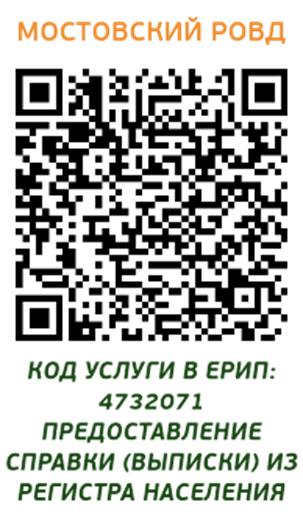 МОСТОВСКИЙ РОВД
КОД УСЛУГИ В ЕРИП:
4732071
ПРЕДОСТАВЛЕНИЕ
СПРАВКИ (ВЫПИСКИ) ИЗ
РЕГИСТРА НАСЕЛЕНИЯ